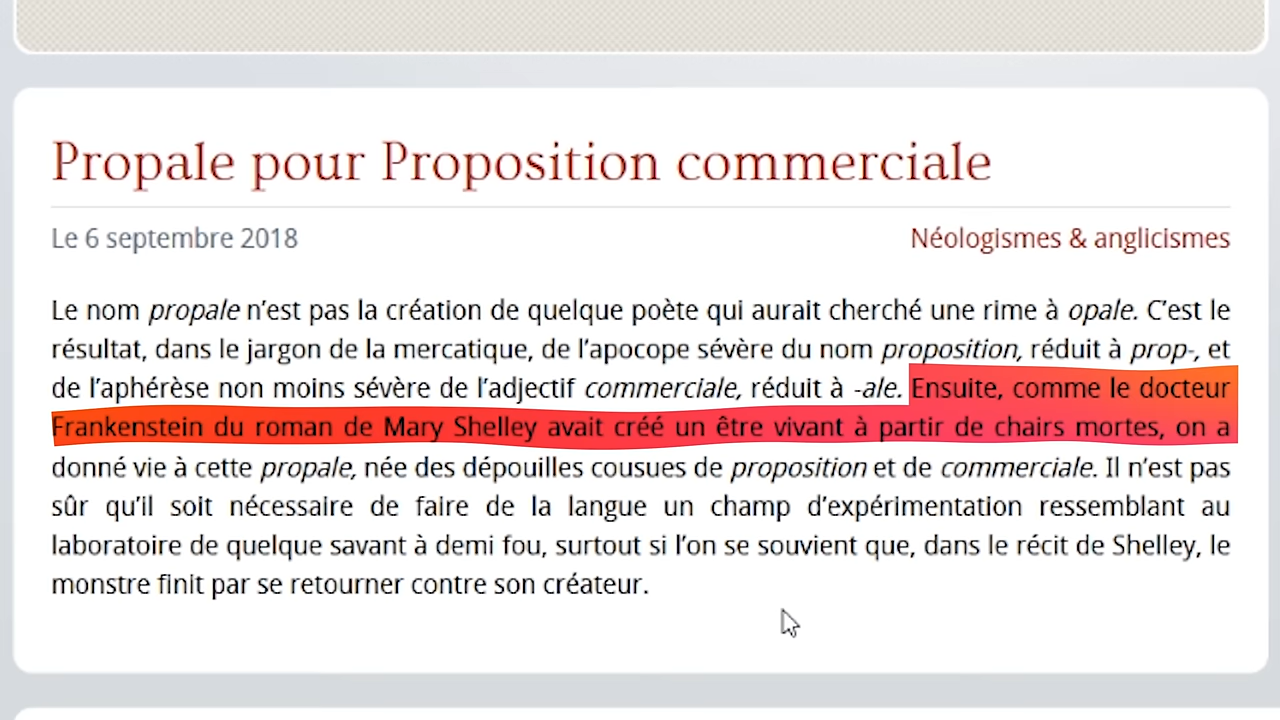 Propale pour Proposition commerciale
Le 6 septembre 2018
Néologismes & anglicismes
Le nom propale n’est pas la création de quelque poète qui aurait cherché une rime à opale. C’est le
résultat, dans le jargon de la mercatique, de l’apocope sévère du nom proposition, réduit à prop-, et
de l’aphérèse non moins sévère de l’adjectif commerciale, réduit à -ale. Ensuite, comme le docteur
Frankenstein du roman de Mary Shelley avait créé un être vivant à partir de chairs mortes, on a
donné vie à cette propale, née des dépouilles cousues de proposition et de commerciale. Il n’est pas
sûr qu’il soit nécessaire de faire de la langue un champ d’expérimentation ressemblant au
laboratoire de quelque savant à demi fou, surtout si l’on se souvient que, dans le récit de Shelley, le
monstre finit par se retourner contre son créateur.